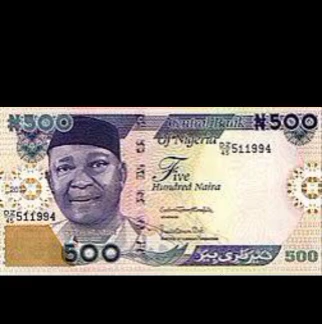 ₦500
Central Bank ₦500
Of Nigeria
511994
Five
Hundred Naira
511994
500
500